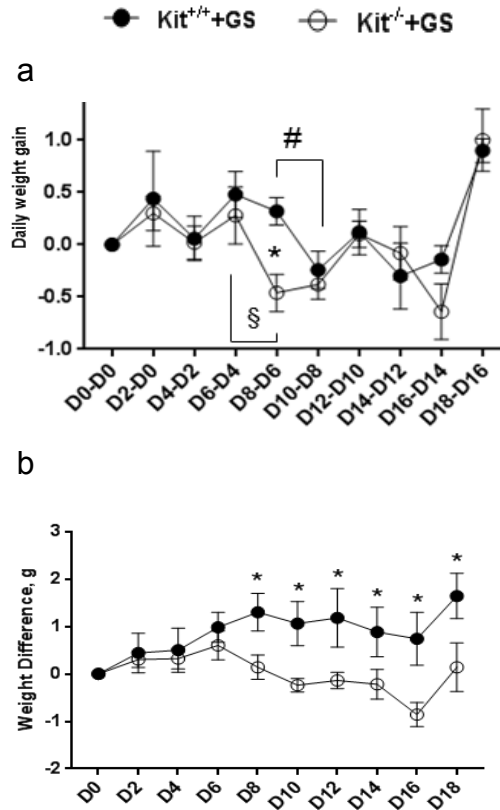 Kit+/++GS Kit-/-+GS
a
Daily weight gain
1.0
0.5
0.0
-0.5
-1.0
#
*
§
D0-D0 D2-D0 D4-D2 D6-D4 D8-D6 D10-D8 D12-D10 D14-D12 D16-D14 D18-D16
b
Weight Difference, g
3
2
1
0
-1
-2
* * * * * *
D0 D2 D4 D6 D8 D10 D12 D14 D16 D18